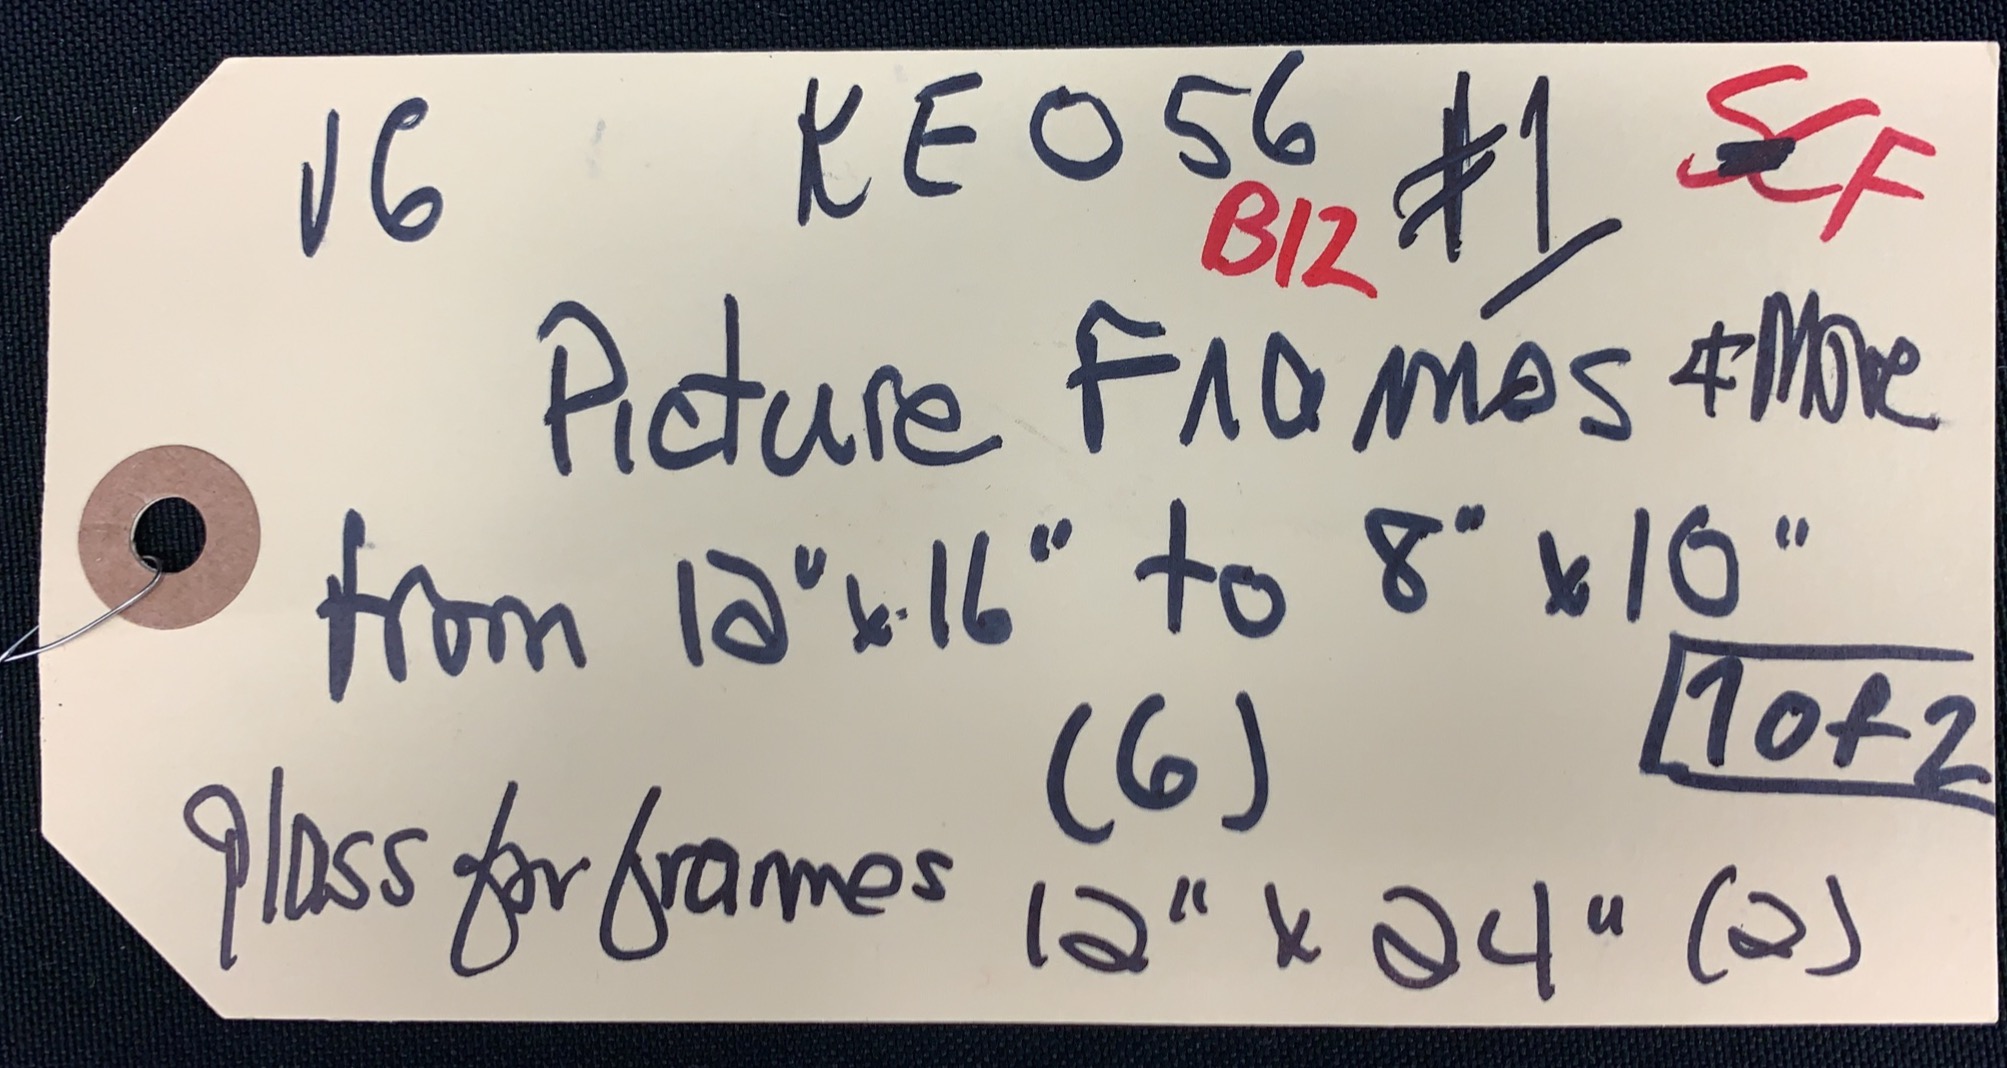 V6 KE056 #1 SCF
B12
Picture Frames + More
from 12" x 16" to 8" x 10"
(6) 1 of 2
glass for frames 12" x 24" (2)